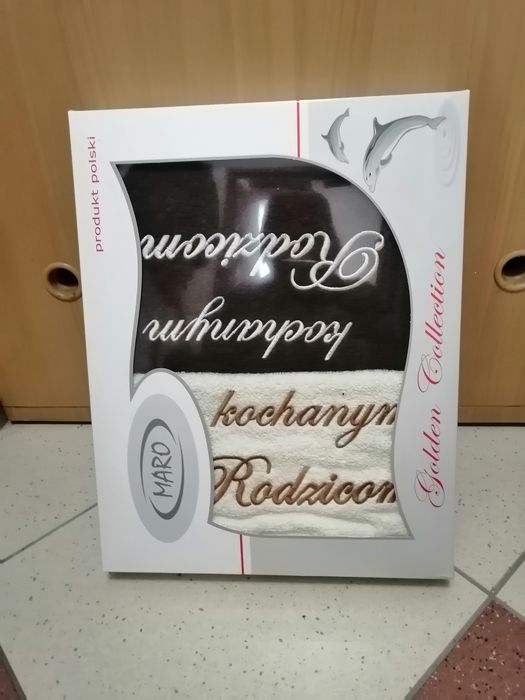 produkt polski
kochanym
Rodzicom
kochanym
Rodzicom
MARO
Golden Collection